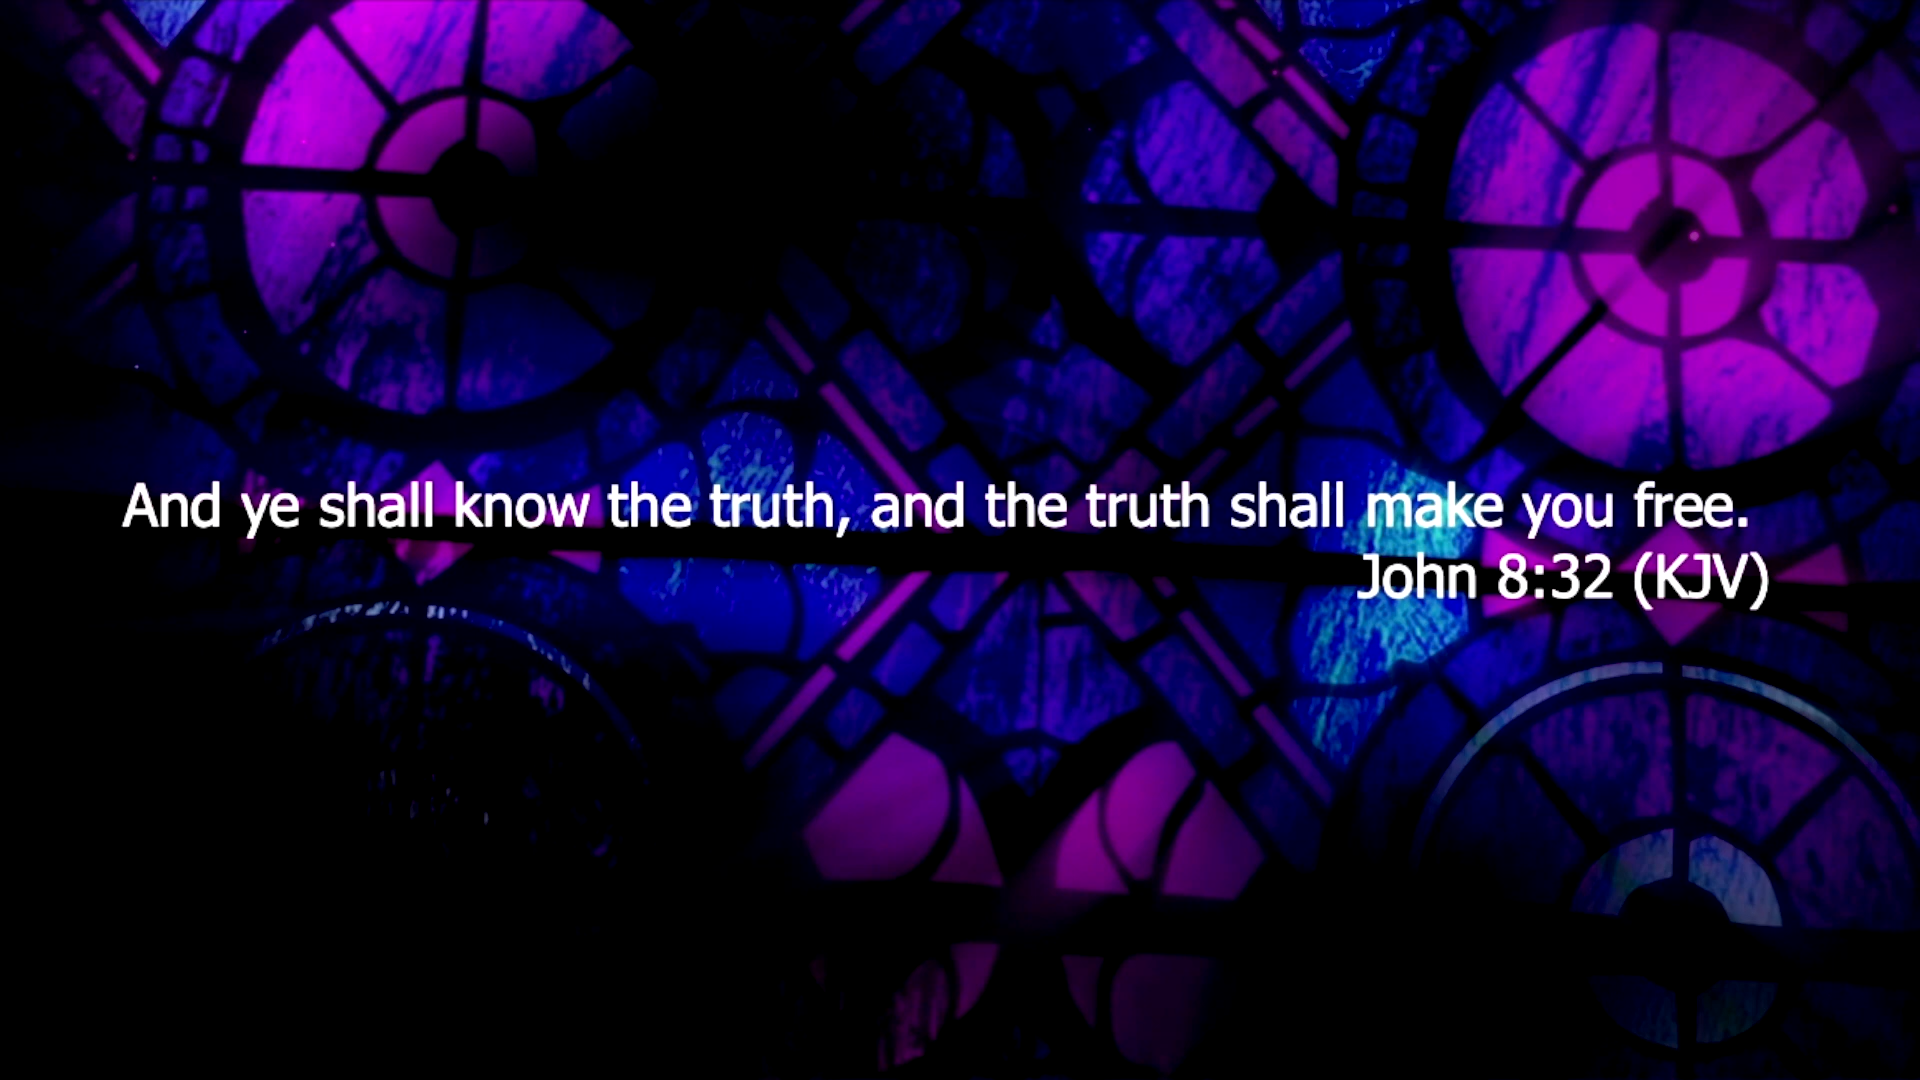 And ye shall know the truth, and the truth shall make you free.
John 8:32 (KJV)